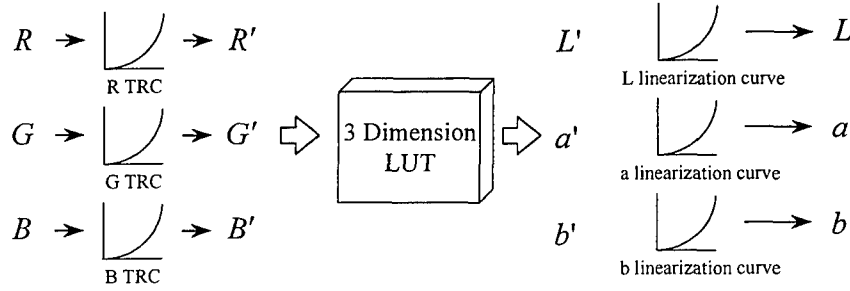 R R' L' L
R TRC
L linearization curve
G G' 3 Dimension LUT a' a
G TRC
a linearization curve
B B' b' b
B TRC
b linearization curve